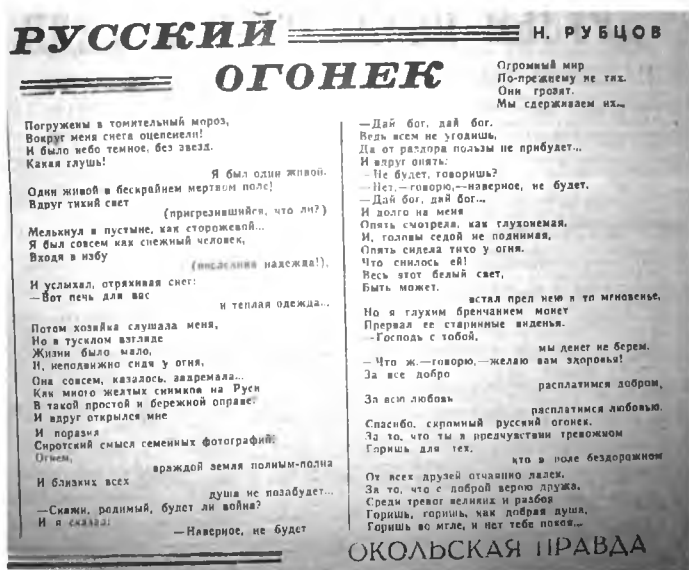 РУССКИЙ
ОГОНЕК
Н. РУБЦОВ
Огромный мир
По-прежнему не тих.
Они грозят.
Мы сдерживаем их...
Погружены в томительный мороз,
Вокруг меня снега оцепенели!
И было небо темное, без звезд.
Какая глушь!
Я был один живой.
Один живой в бескрайнем мертвом поле!
Вдруг тихий свет
(пригрезившийся, что ли?)
Мелькнул в пустыне, как сторожевой...
Я был совсем как снежный человек,
Входя в избу
(последняя надежда!),
И услыхал, отряхивая снег:
—Вот печь для вас
и теплая одежда...
Потом хозяйка слушала меня,
Но в тусклом взгляде
Жизни было мало,
И, неподвижно сидя у огня,
Она совсем, казалось, задремала...
Как много желтых снимков на Руси
В такой простой и бережной оправе.
И вдруг открылся мне
И поразил
Сиротский смысл семейных фотографий:
Огнем,
враждой земля полным-полна
И близких всех
душа не позабудет...
—Скажи, родимый, будет ли война?
И я сказал:
—Наверное, не будет
—Дай бог, дай бог.
Ведь всем не угодишь,
Да от раздора пользы не прибудет...
И вдруг опять:
—Не будет, говоришь?
—Нет,—говорю,—наверное, не будет.
—Дай бог, дай бог...
И долго на меня
Опять смотрела, как глухонемая,
И, головы седой не поднимая,
Опять сидела тихо у огня.
Что снилось ей!
Весь этот белый свет,
Быть может.
встал пред нею в то мгновенье,
Но я глухим бренчанием монет
Прервал ее старинные виденья.
—Господь с тобой,
мы денег не берем.
— Что ж,—говорю,—желаю вам здоровья!
За все добро
расплатимся добром,
За всю любовь
расплатимся любовью.
Спасибо, скромный русский огонек.
За то, что ты в предчувствии тревожном
Горишь для тех,
кто в поле бездорожном
От всех друзей отчаянно далек,
За то, что с доброй верою дружа,
Среди тревог великих и разбоя
Горишь, горишь, как добрая душа,
Горишь во мгле, и нет тебе покоя...
ОКОЛЬСКАЯ ПРАВДА